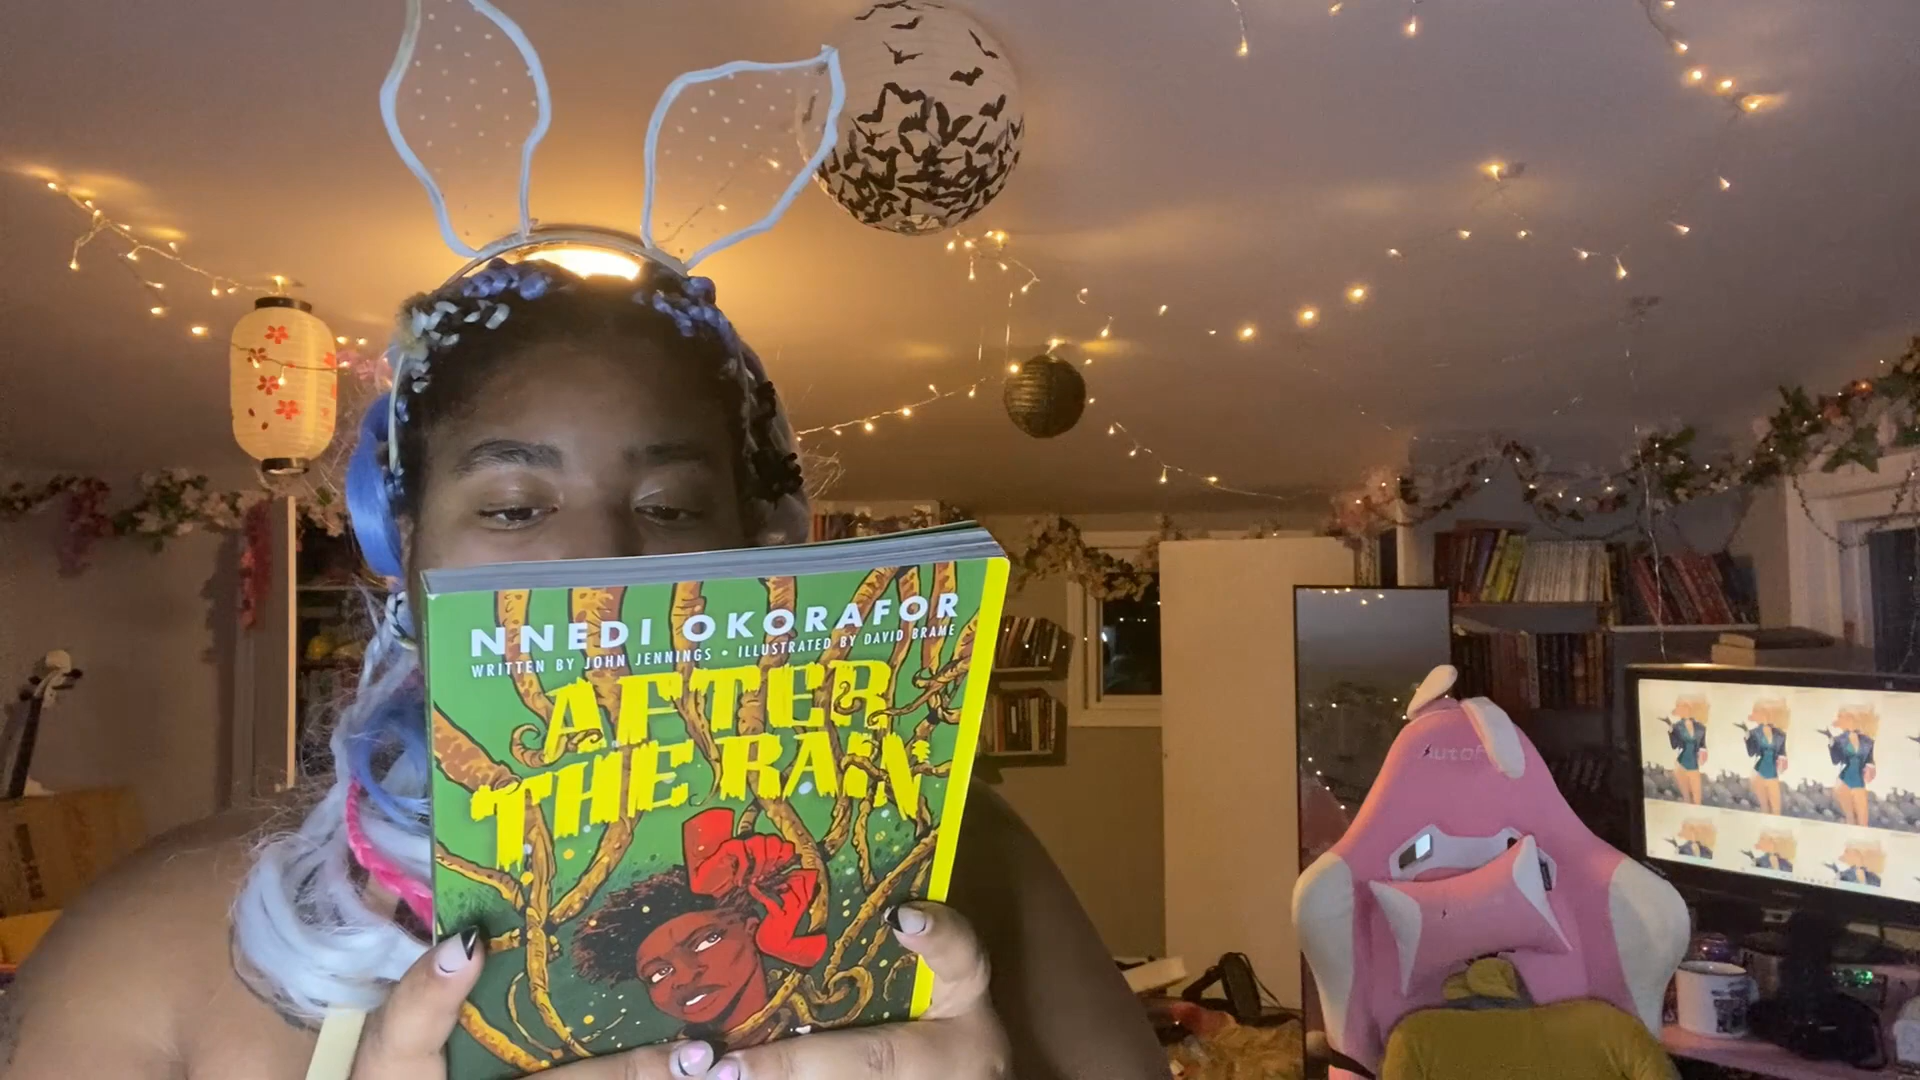 NNEDI OKORAFOR
WRITTEN BY JOHN JENNINGS • ILLUSTRATED BY DAVID BRAME
AFTER
THE RAIN